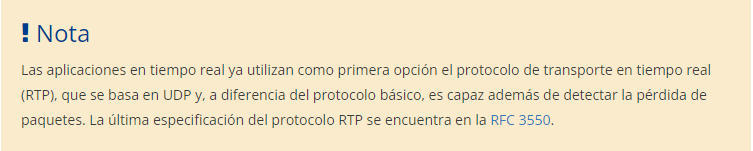 ! Nota
Las aplicaciones en tiempo real ya utilizan como primera opción el protocolo de transporte en tiempo real
(RTP), que se basa en UDP y, a diferencia del protocolo básico, es capaz además de detectar la pérdida de
paquetes. La última especificación del protocolo RTP se encuentra en la RFC 3550.